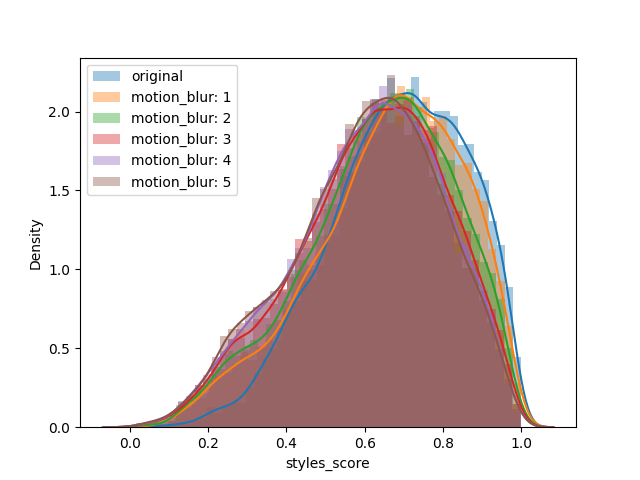 original
motion_blur: 1
motion_blur: 2
motion_blur: 3
motion_blur: 4
motion_blur: 5
Density
2.0
1.5
1.0
0.5
0.0
0.0 0.2 0.4 0.6 0.8 1.0
styles_score